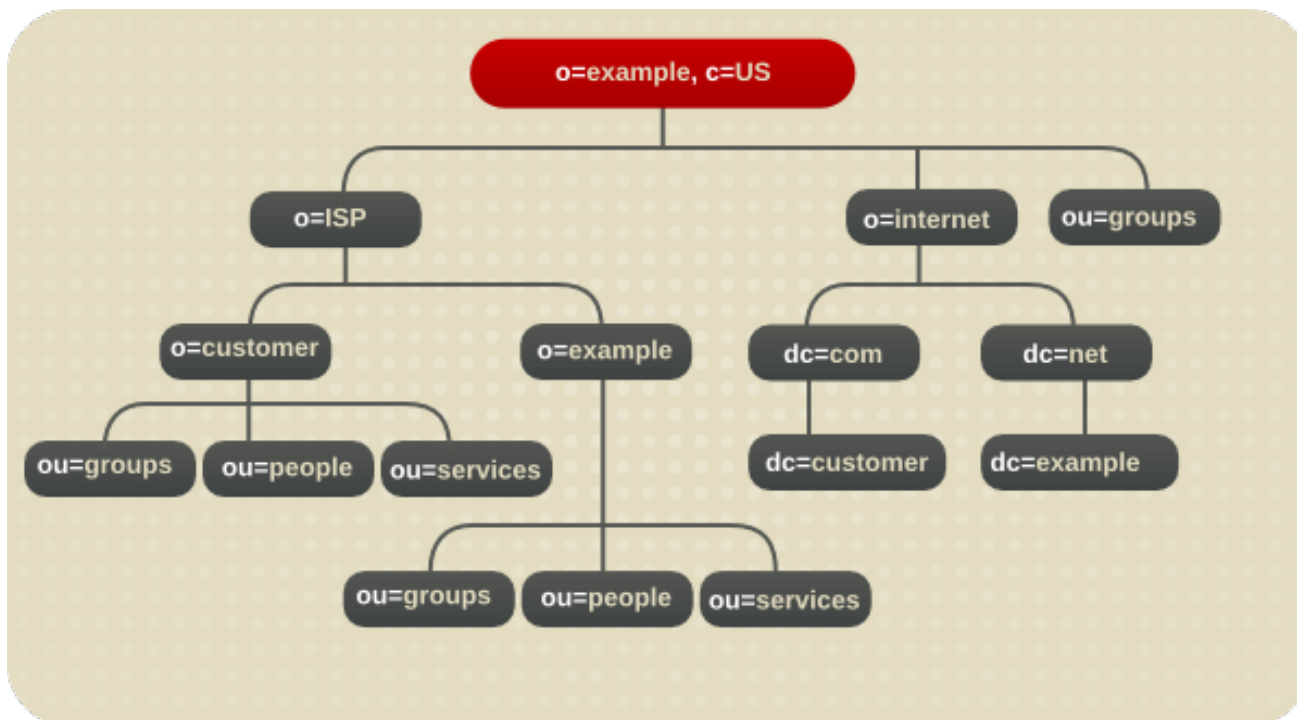 o=example, c=US
o=ISP
o=internet
ou=groups
o=customer
o=example
dc=com
dc=net
ou=groups
ou=people
ou=services
dc=customer
dc=example
ou=groups
ou=people
ou=services